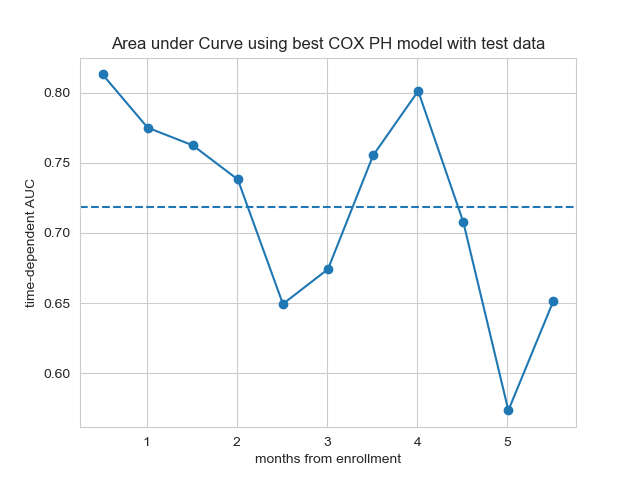 Area under Curve using best COX PH model with test data
time-dependent AUC
0.80
0.75
0.70
0.65
0.60
1 2 3 4 5
months from enrollment